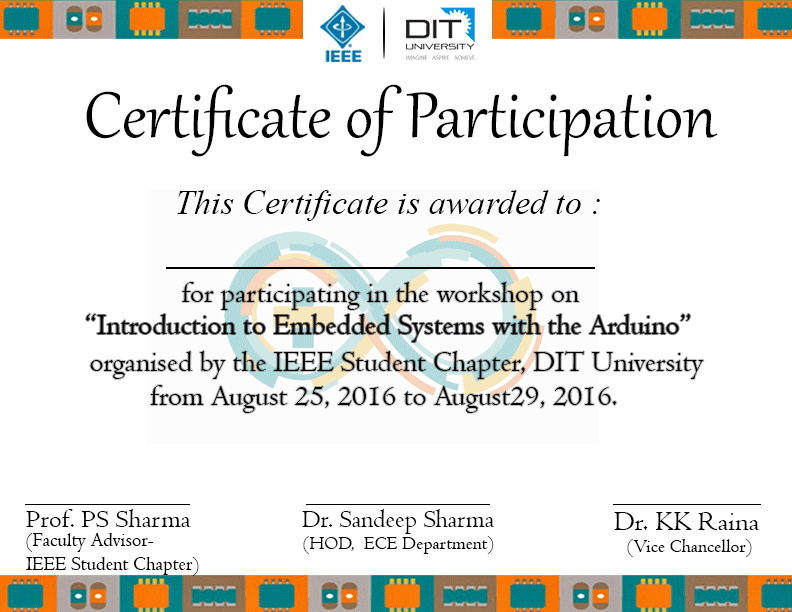 IEEE
DIT
UNIVERSITY
IMAGINE ASPIRE ACHIEVE
Certificate of Participation
This Certificate is awarded to :
for participating in the workshop on
“Introduction to Embedded Systems with the Arduino”
organised by the IEEE Student Chapter, DIT University
from August 25, 2016 to August29, 2016.
Prof. PS Sharma
(Faculty Advisor-
IEEE Student Chapter)
Dr. Sandeep Sharma
(HOD, ECE Department)
Dr. KK Raina
(Vice Chancellor)